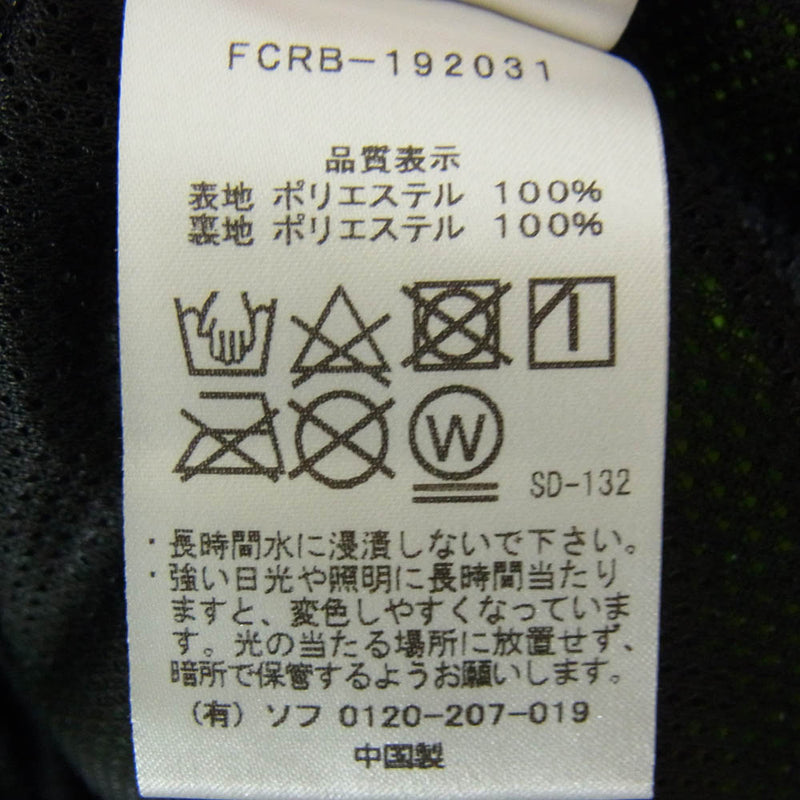 FCRB-192031
品質表示
表地 ポリエステル 100%
裏地 ポリエステル 100%
W
SD-132
・長時間水に浸漬しないで下さい。
・強い日光や照明に長時間当たり
ますと、変色しやすくなっていま
す。光の当たる場所に放置せず、
暗所で保管するようお願いします。
(有) ソフ 0120-207-019
中国製